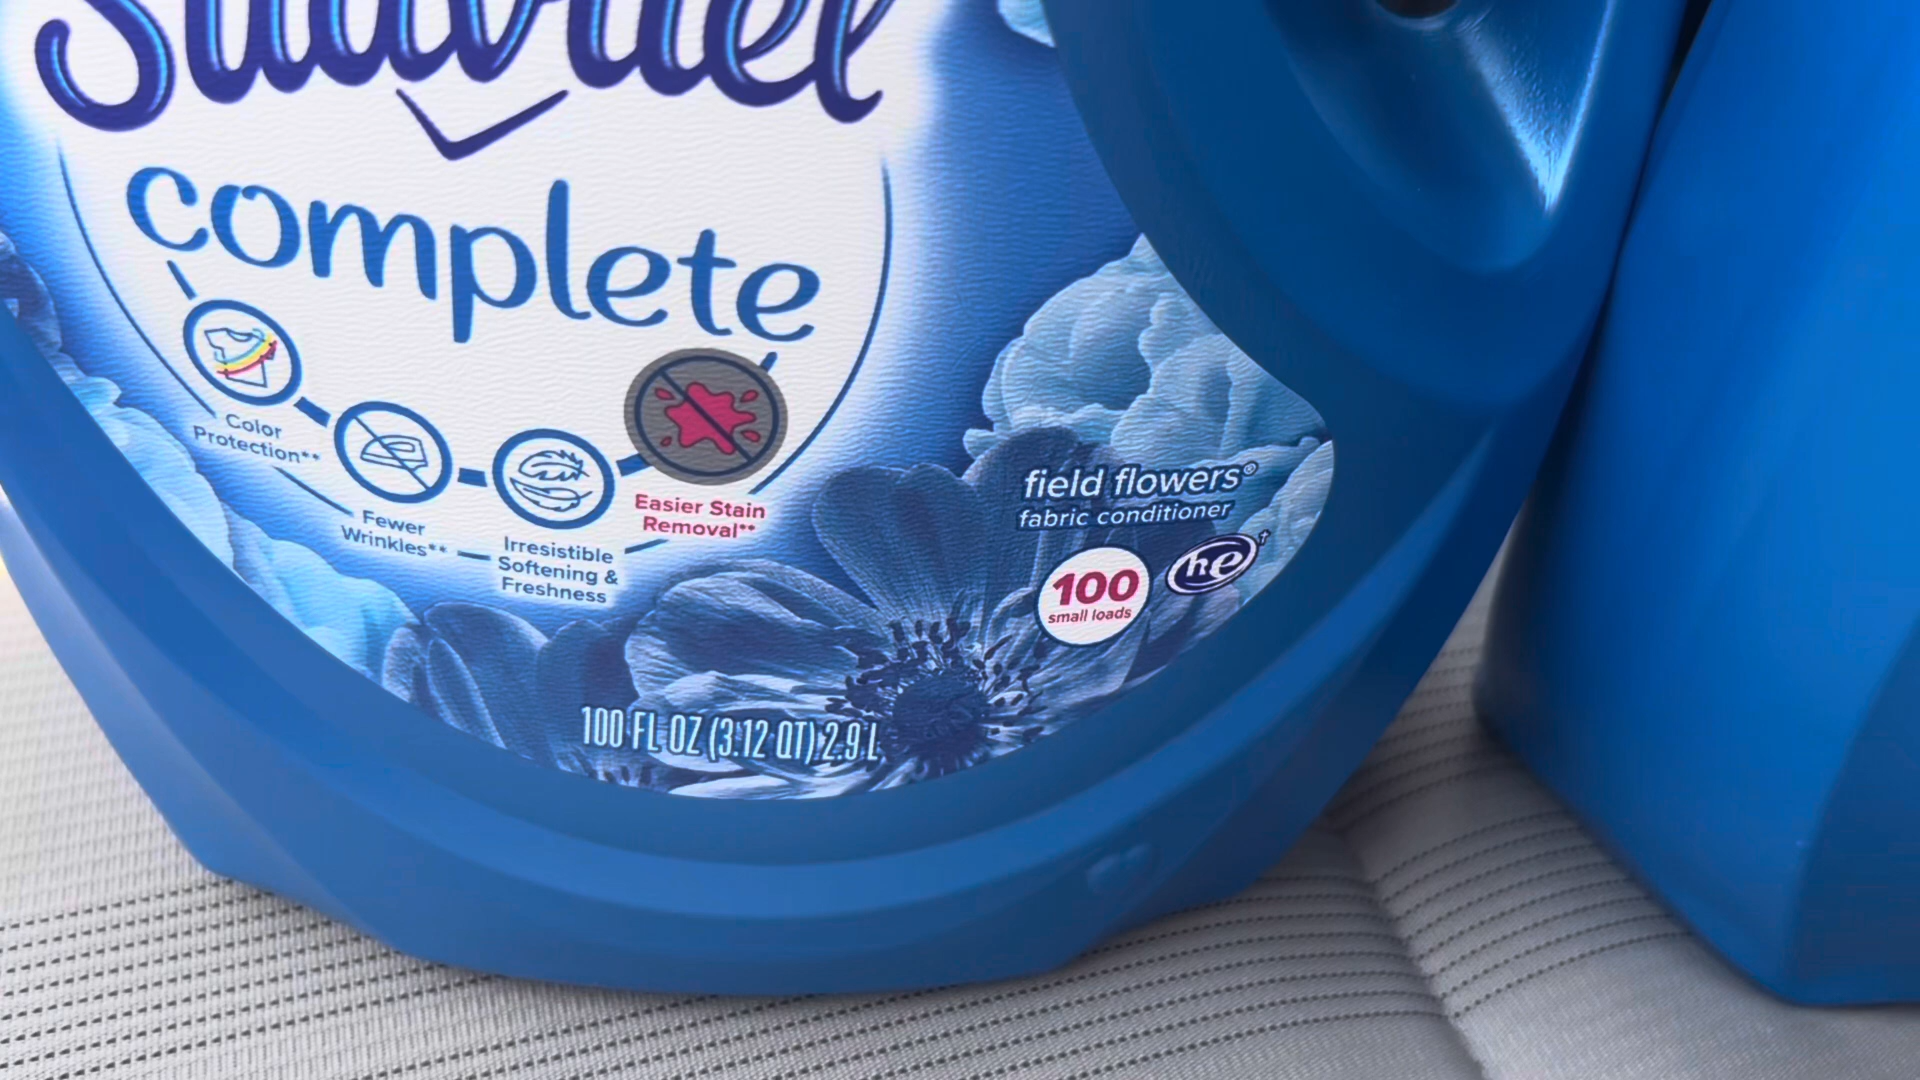 Suavitel
complete
Color
Protection**
Fewer
Wrinkles**
Irresistible
Softening &
Freshness
Easier Stain
Removal**
field flowers®
fabric conditioner
100
small loads
he†
100 FL OZ (3.12 QT) 2.9 L